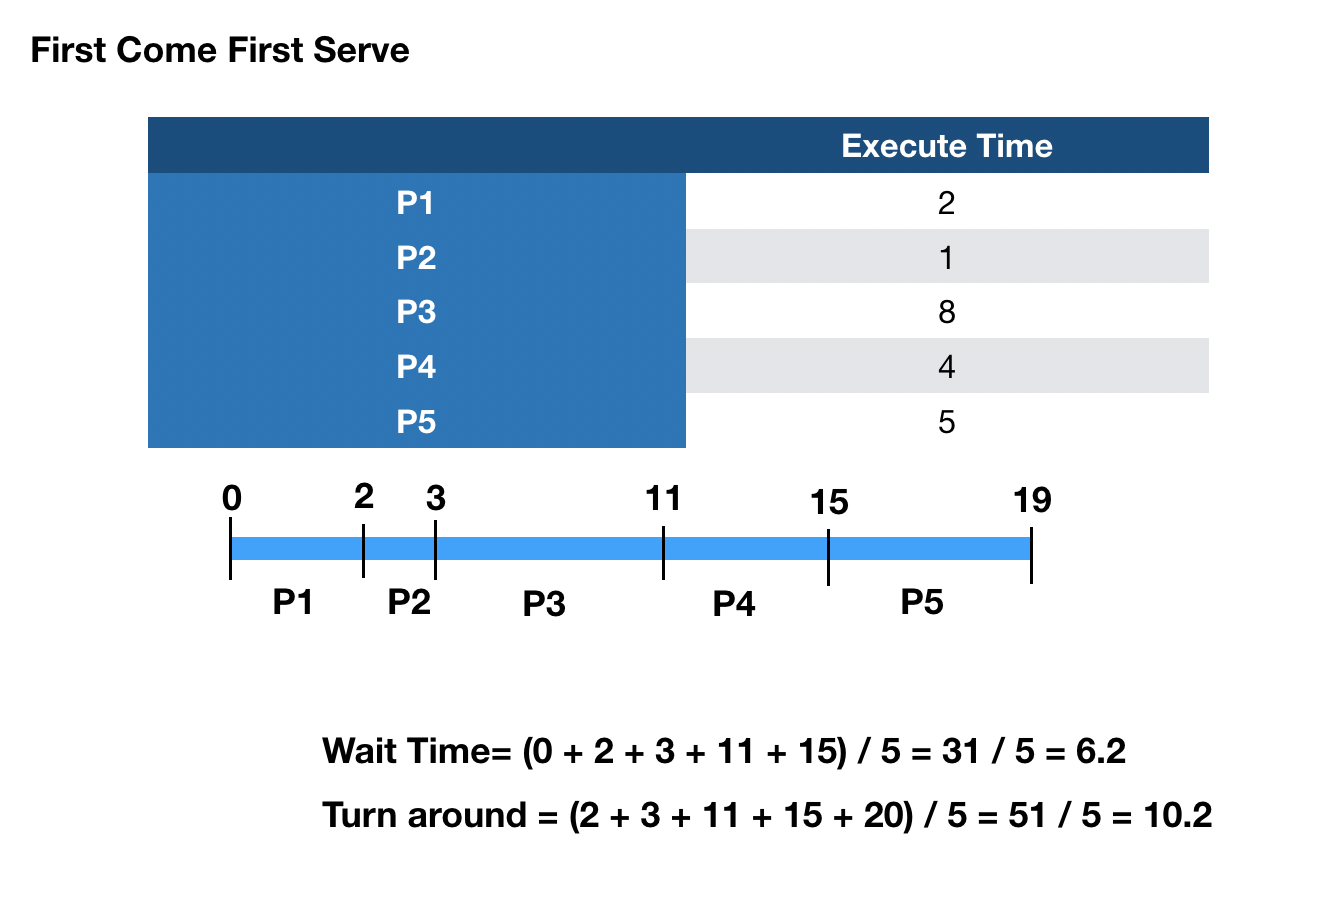 First Come First Serve
Execute Time
P1 2
P2 1
P3 8
P4 4
P5 5
0 2 3 11 15 19
P1 P2 P3 P4 P5
Wait Time= (0 + 2 + 3 + 11 + 15) / 5 = 31 / 5 = 6.2
Turn around = (2 + 3 + 11 + 15 + 20) / 5 = 51 / 5 = 10.2